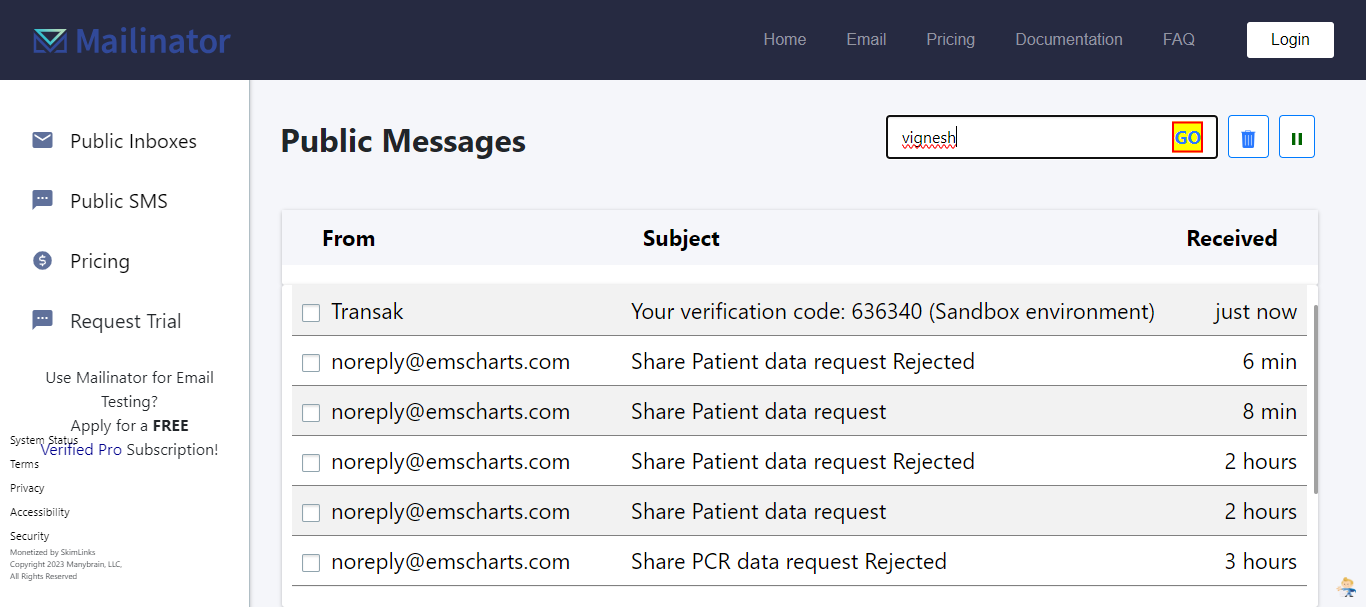 Mailinator
Home Email Pricing Documentation FAQ Login
Public Inboxes
Public SMS
Pricing
Request Trial
Use Mailinator for Email
Testing?
Apply for a FREE
Verified Pro Subscription!
System Status
Terms
Privacy
Accessibility
Security
Monetized by SkimLinks
Copyright 2023 Manybrain, LLC,
All Rights Reserved
Public Messages
vignesh GO
From Subject Received
Transak Your verification code: 636340 (Sandbox environment) just now
noreply@emscharts.com Share Patient data request Rejected 6 min
noreply@emscharts.com Share Patient data request 8 min
noreply@emscharts.com Share Patient data request Rejected 2 hours
noreply@emscharts.com Share Patient data request 2 hours
noreply@emscharts.com Share PCR data request Rejected 3 hours